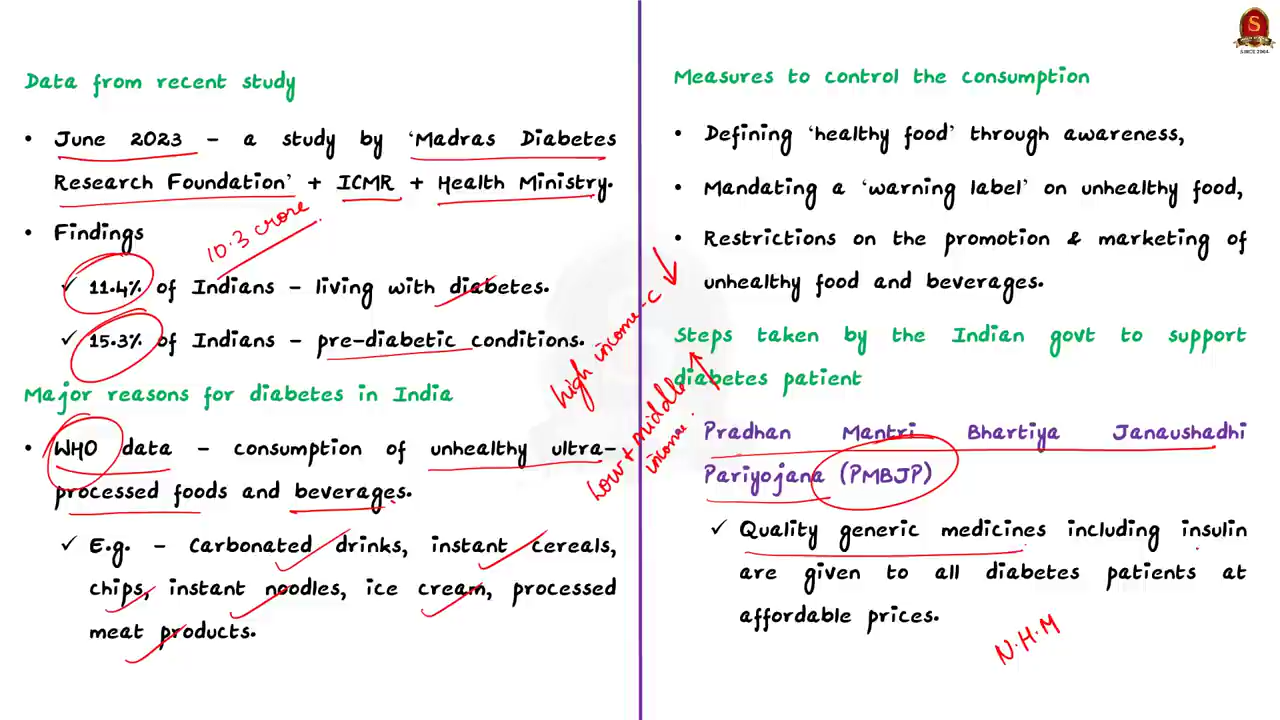 Data from recent study
• June 2023 - a study by 'Madras Diabetes
Research Foundation' + ICMR + Health Ministry.
10.3 crore
• Findings
✓ 11.4% of Indians - living with diabetes.
✓ 15.3% of Indians - pre-diabetic conditions.
Major reasons for diabetes in India
• WHO data - consumption of unhealthy ultra-
processed foods and beverages.
✓ E.g. - Carbonated drinks, instant cereals,
chips, instant noodles, ice cream, processed
meat products.
high income-c ↓
low + middle ↑
income.
S
SINCE 2004
Measures to control the consumption
• Defining 'healthy food' through awareness,
• Mandating a 'warning label' on unhealthy food,
• Restrictions on the promotion & marketing of
unhealthy food and beverages.
Steps taken by the Indian govt to support
diabetes patient
Pradhan Mantri Bhartiya Janaushadhi
Pariyojana (PMBJP)
✓ Quality generic medicines including insulin
are given to all diabetes patients at
affordable prices.
N.H.M